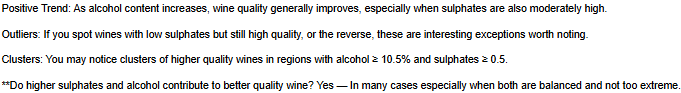 Positive Trend: As alcohol content increases, wine quality generally improves, especially when sulphates are also moderately high.
Outliers: If you spot wines with low sulphates but still high quality, or the reverse, these are interesting exceptions worth noting.
Clusters: You may notice clusters of higher quality wines in regions with alcohol ≥ 10.5% and sulphates ≥ 0.5.
**Do higher sulphates and alcohol contribute to better quality wine? Yes — In many cases especially when both are balanced and not too extreme.